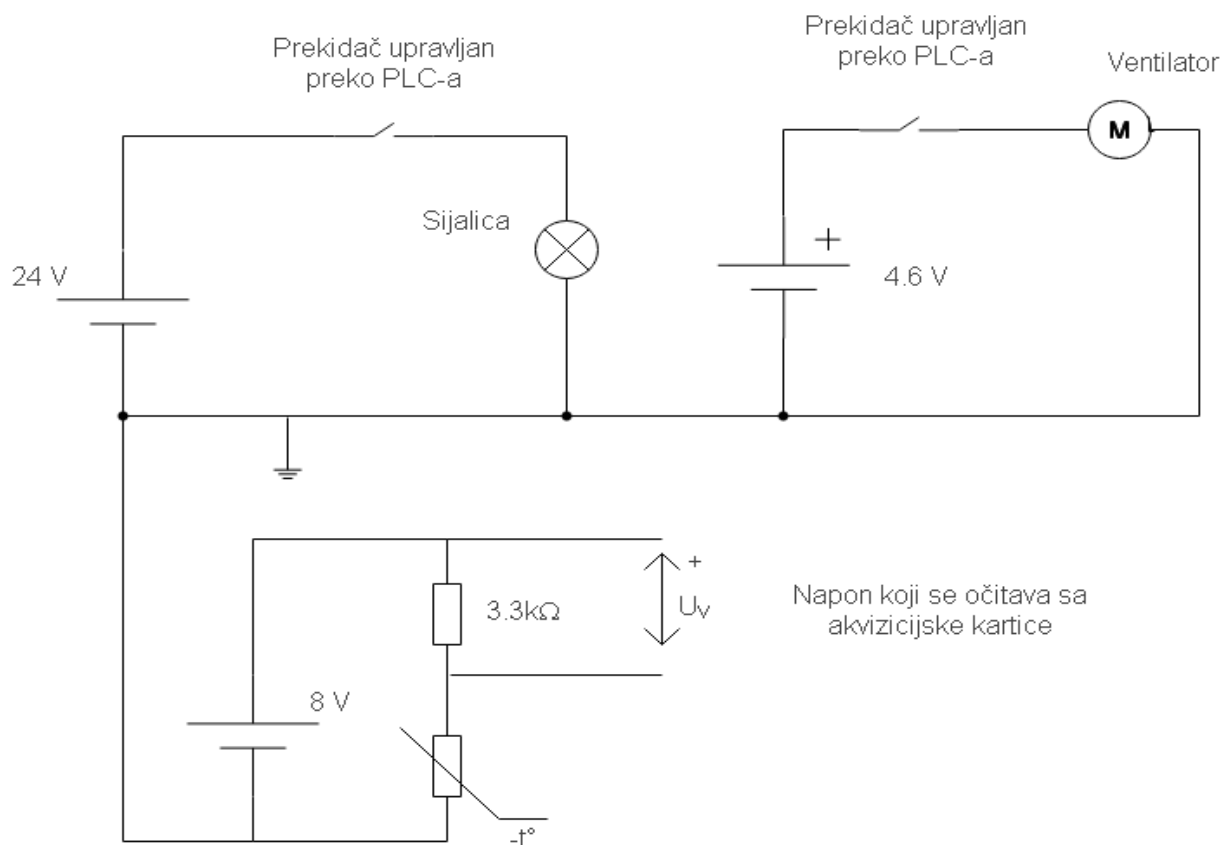 Prekidač upravljan
preko PLC-a
Prekidač upravljan
preko PLC-a
Ventilator
M
Sijalica
24 V
+
4.6 V
3.3kΩ
+
Uv
Napon koji se očitava sa
akvizicijske kartice
8 V
-t°